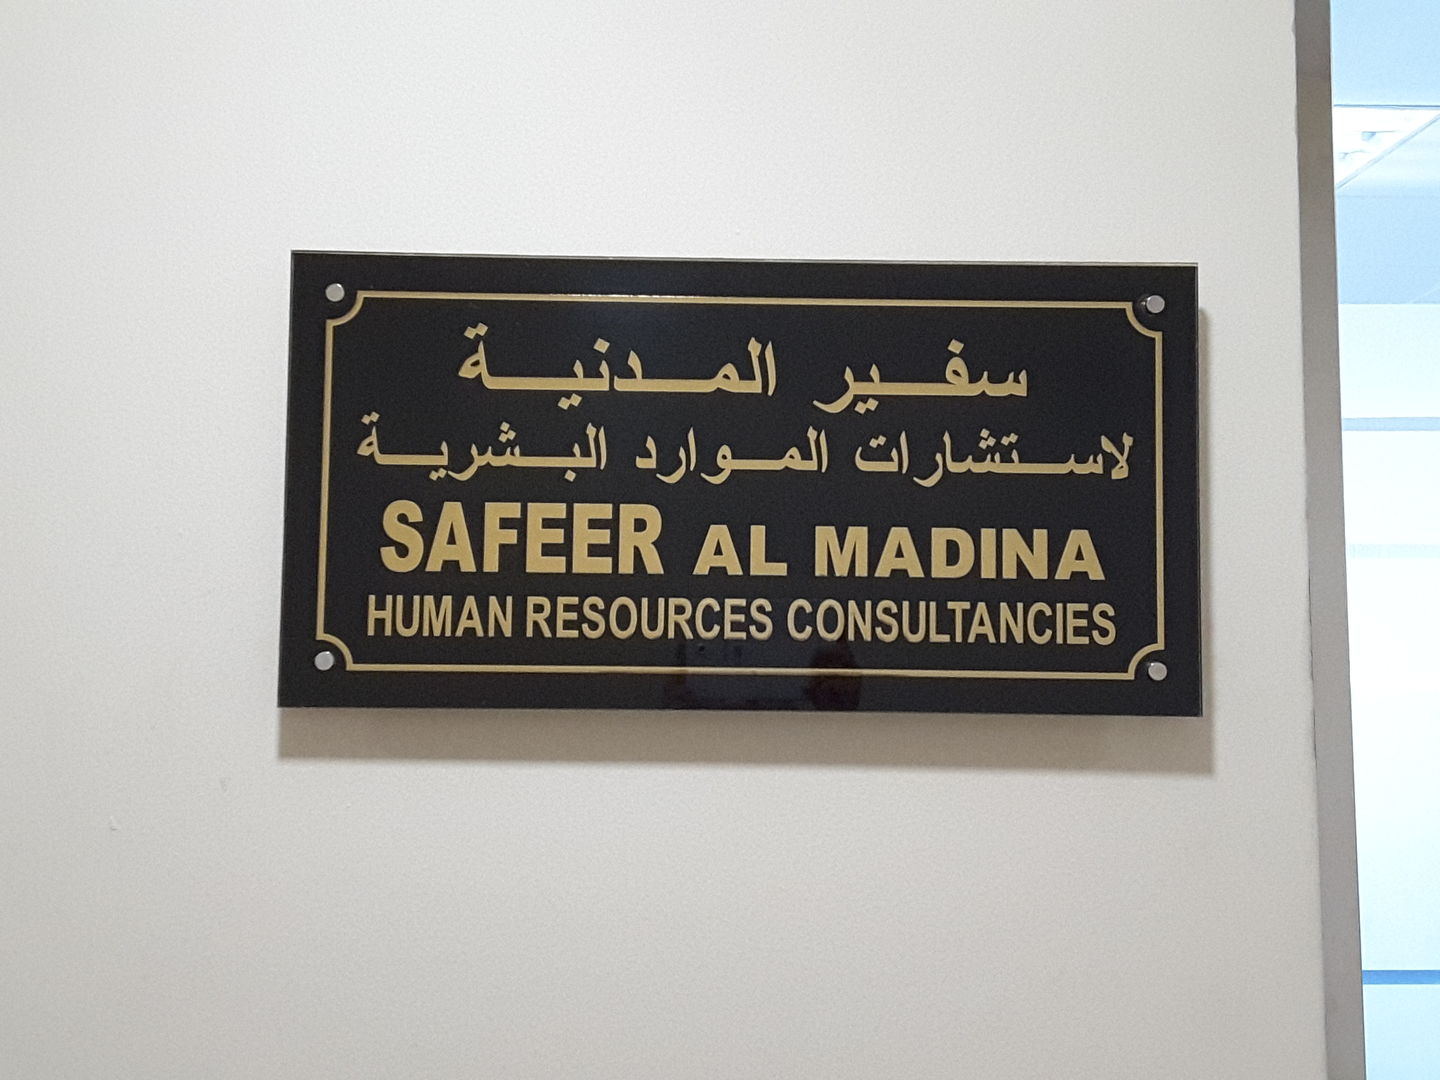 سفير المدنية
لاستشارات الموارد البشرية
SAFEER AL MADINA
HUMAN RESOURCES CONSULTANCIES